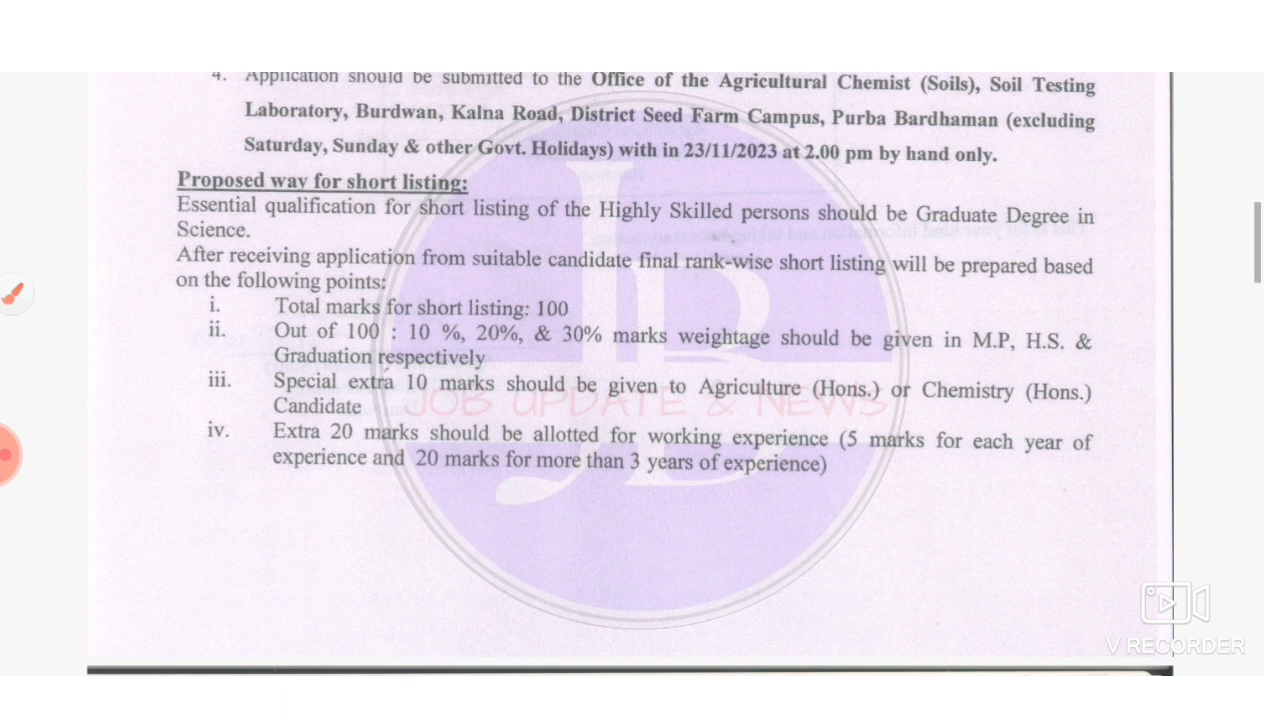 4. Application should be submitted to the Office of the Agricultural Chemist (Soils), Soil Testing
Laboratory, Burdwan, Kalna Road, District Seed Farm Campus, Purba Bardhaman (excluding
Saturday, Sunday & other Govt. Holidays) with in 23/11/2023 at 2.00 pm by hand only.
Proposed way for short listing:
Essential qualification for short listing of the Highly Skilled persons should be Graduate Degree in
Science.
After receiving application from suitable candidate final rank-wise short listing will be prepared based
on the following points:
i. Total marks for short listing: 100
ii. Out of 100 : 10 %, 20%, & 30% marks weightage should be given in M.P, H.S. &
Graduation respectively
iii. Special extra 10 marks should be given to Agriculture (Hons.) or Chemistry (Hons.)
Candidate
iv. Extra 20 marks should be allotted for working experience (5 marks for each year of
experience and 20 marks for more than 3 years of experience)
JB
JOB UPDATE & NEWS
V RECORDER